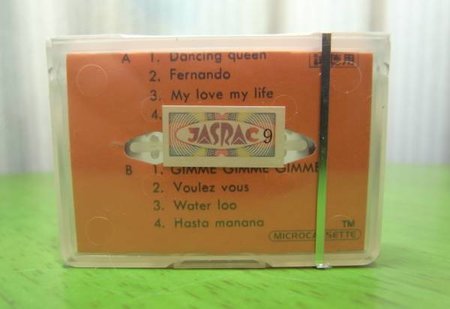 A 1. Dancing queen
2. Fernando
3. My love my life
4.
JASRAC 9
B 1. GIMME GIMME GIMME
2. Voulez vous
3. Water loo
4. Hasta manana
TM
MICROCASSETTE